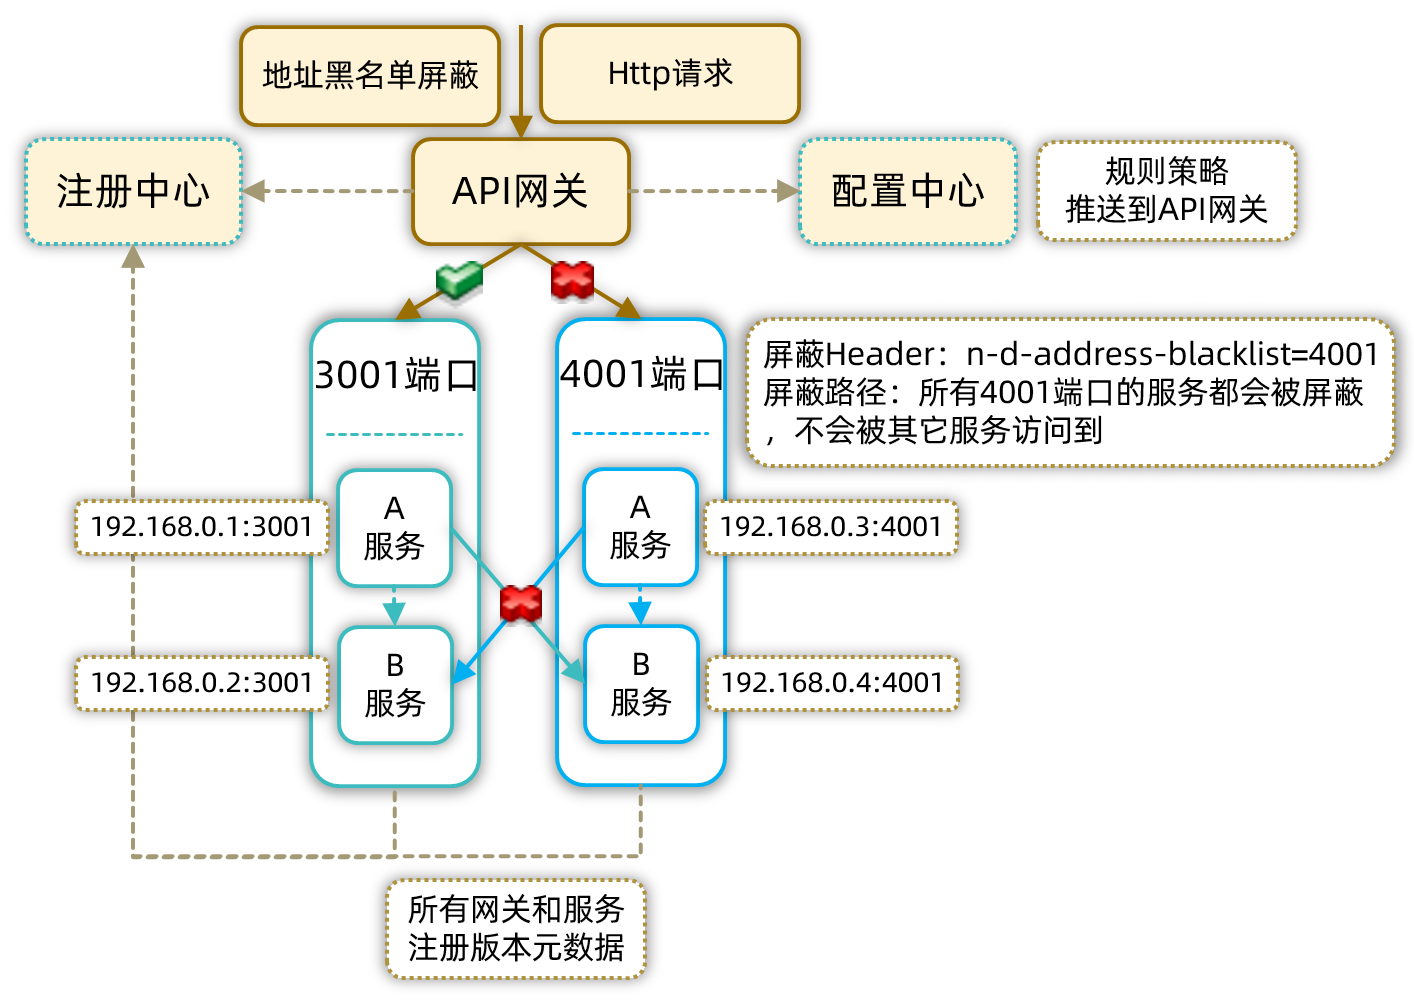 地址黑名单屏蔽
Http请求
注册中心
API网关
配置中心
规则策略
推送到API网关
3001端口
4001端口
屏蔽Header：n-d-address-blacklist=4001
屏蔽路径：所有4001端口的服务都会被屏蔽
，不会被其它服务访问到
192.168.0.1:3001
A
服务
A
服务
192.168.0.3:4001
192.168.0.2:3001
B
服务
B
服务
192.168.0.4:4001
所有网关和服务
注册版本元数据